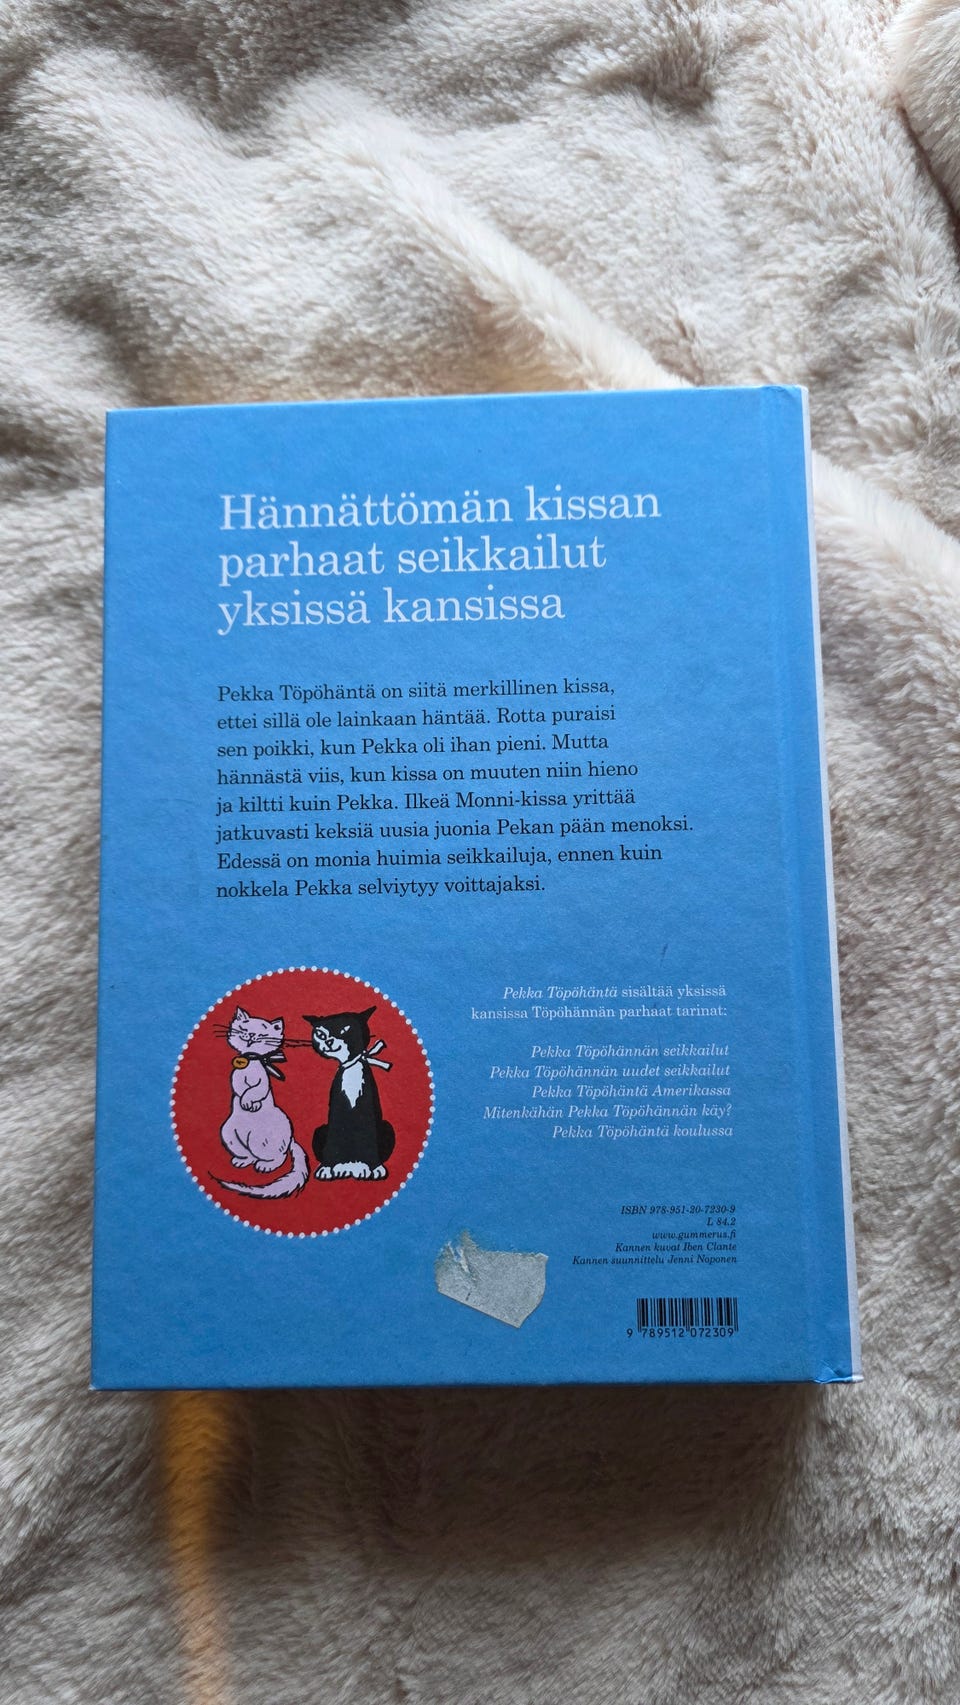 Hännättömän kissan
parhaat seikkailut
yksissä kansissa
Pekka Töpöhäntä on siitä merkillinen kissa,
ettei sillä ole lainkaan häntää. Rotta puraisi
sen poikki, kun Pekka oli ihan pieni. Mutta
hännästä viis, kun kissa on muuten niin hieno
ja kiltti kuin Pekka. Ilkeä Monni-kissa yrittää
jatkuvasti keksiä uusia juonia Pekan pään menoksi.
Edessä on monia huimia seikkailuja, ennen kuin
nokkela Pekka selviytyy voittajaksi.
Pekka Töpöhäntä sisältää yksissä
kansissa Töpöhännän parhaat tarinat:
Pekka Töpöhännän seikkailut
Pekka Töpöhännän uudet seikkailut
Pekka Töpöhäntä Amerikassa
Mitenkähän Pekka Töpöhännän käy?
Pekka Töpöhäntä koulussa
ISBN 978-951-20-7230-9
L 84.2
www.gummerus.fi
Kannen kuvat Iben Clante
Kannen suunnittelu Jenni Noponen
9 789512 072309